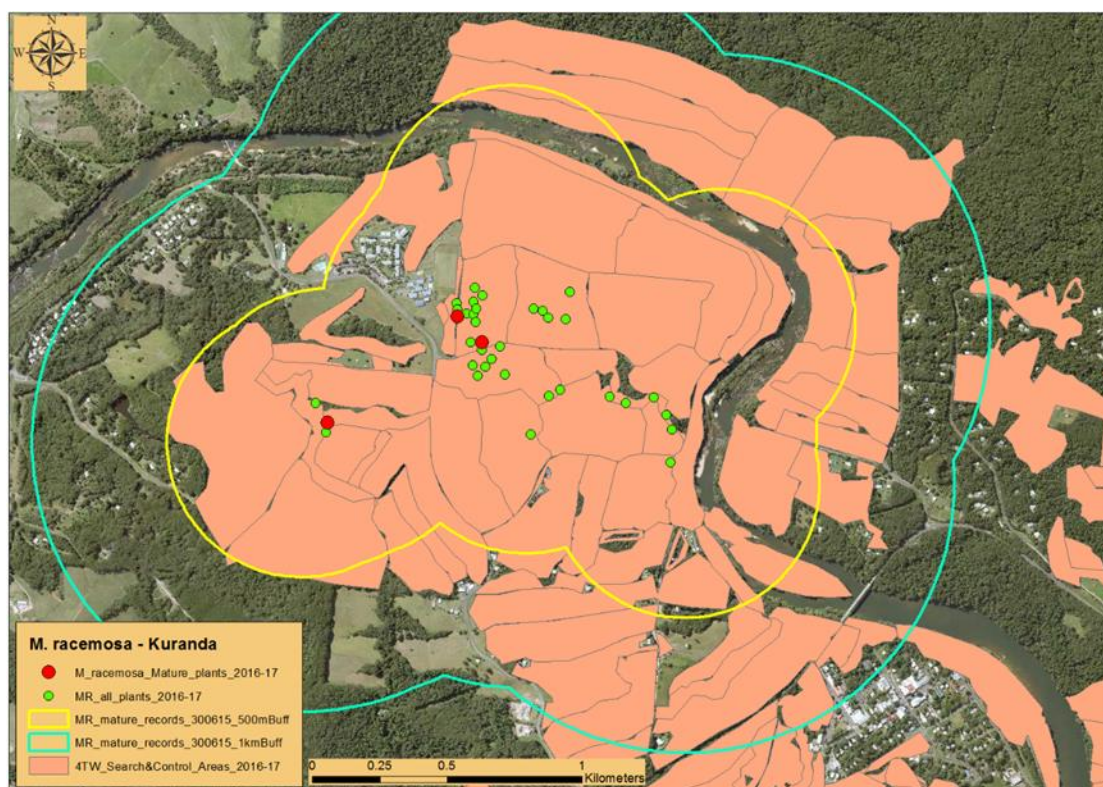 N
W E
S
M. racemosa - Kuranda
M_racemosa_Mature_plants_2016-17
MR_all_plants_2016-17
MR_mature_records_300615_500mBuff
MR_mature_records_300615_1kmBuff
4TW_Search&Control_Areas_2016-17
0 0.25 0.5 1
Kilometers